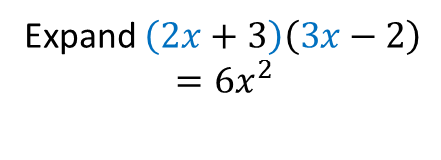 Expand (2x + 3)(3x − 2)
= 6x²